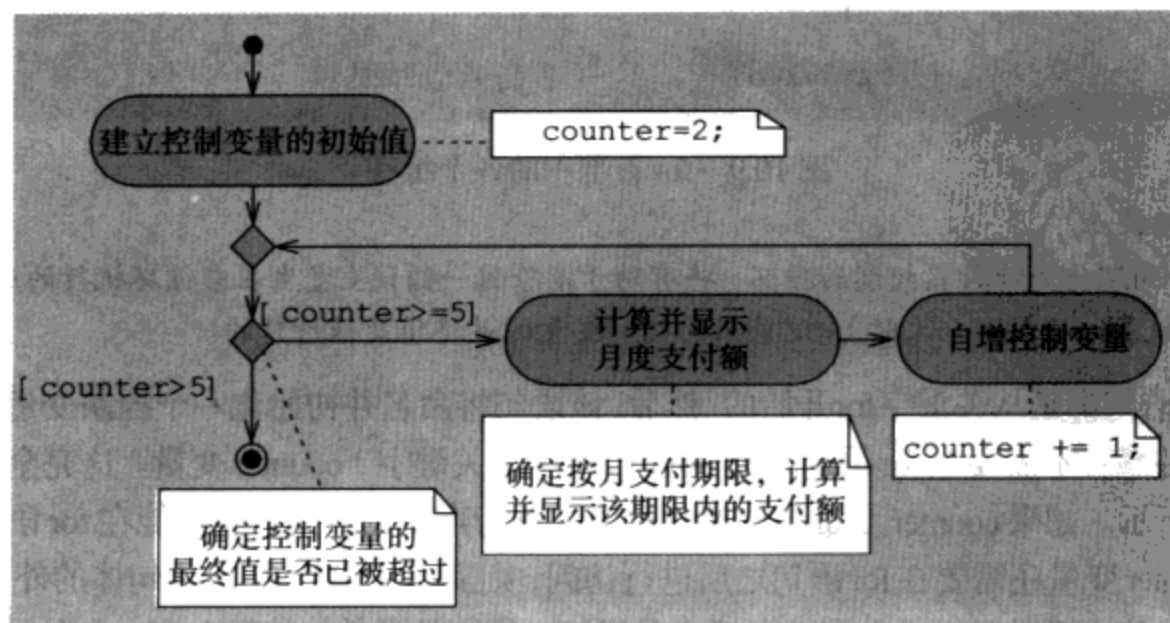 建立控制变量的初始值
counter=2;
[ counter>=5]
计算并显示
月度支付额
自增控制变量
[ counter>5]
确定按月支付期限，计算
并显示该期限内的支付额
counter += 1;
确定控制变量的
最终值是否已被超过